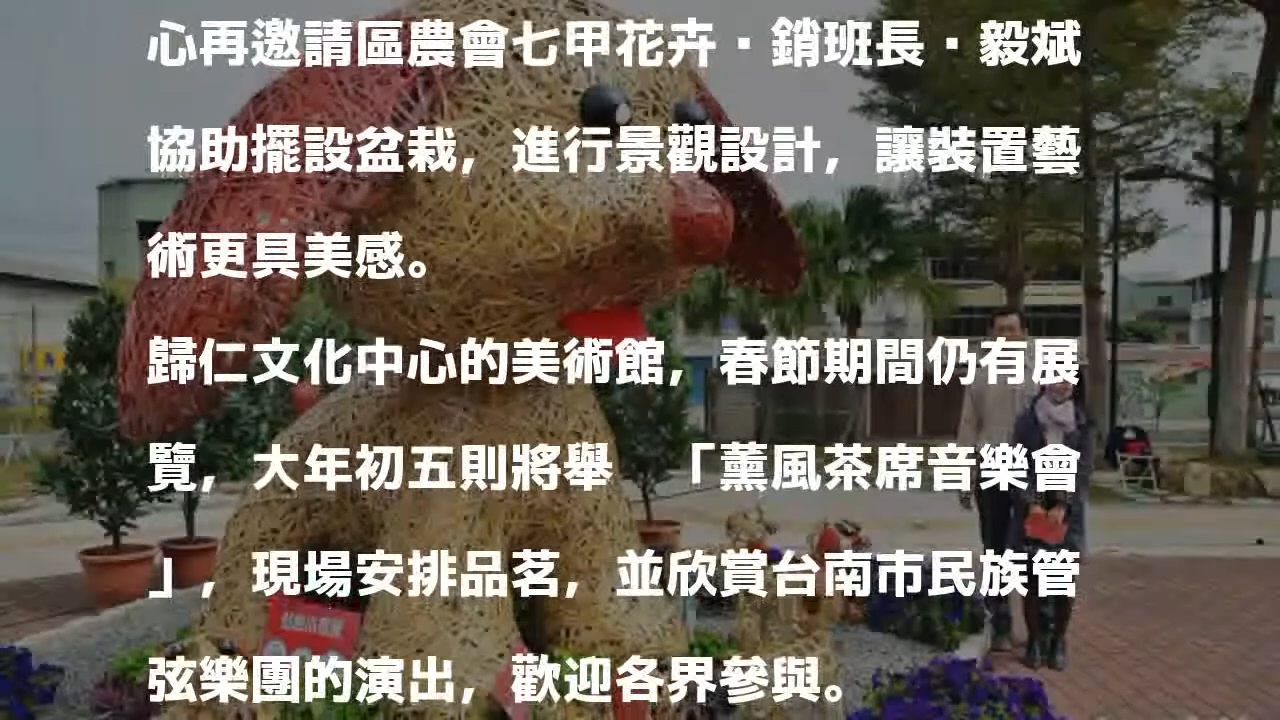 心再邀請區農會七甲花卉·銷班長·毅斌
協助擺設盆栽，進行景觀設計，讓裝置藝
術更具美感。
歸仁文化中心的美術館，春節期間仍有展
覽，大年初五則將舉　「薰風茶席音樂會
」，現場安排品茗，並欣賞台南市民族管
弦樂團的演出，歡迎各界參與。